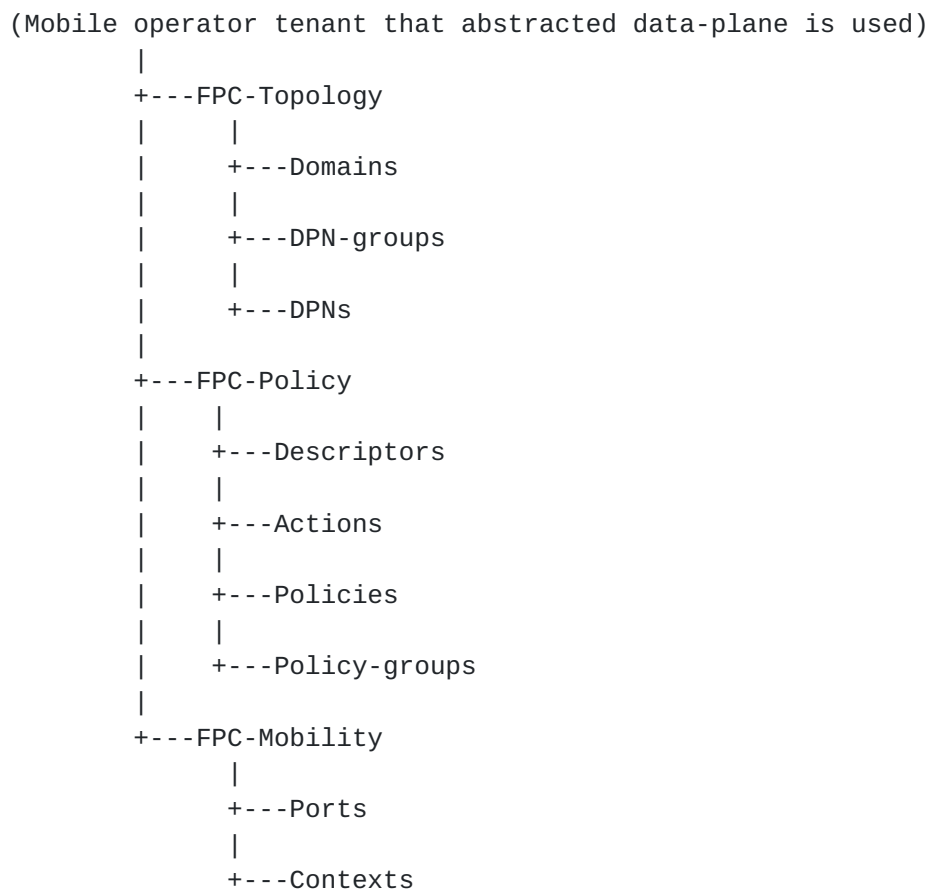 (Mobile operator tenant that abstracted data-plane is used)
         |
         +---FPC-Topology
         |     |
         |     +---Domains
         |     |
         |     +---DPN-groups
         |     |
         |     +---DPNs
         |
         +---FPC-Policy
         |    |
         |    +---Descriptors
         |    |
         |    +---Actions
         |    |
         |    +---Policies
         |    |
         |    +---Policy-groups
         |
         +---FPC-Mobility
               |
               +---Ports
               |
               +---Contexts